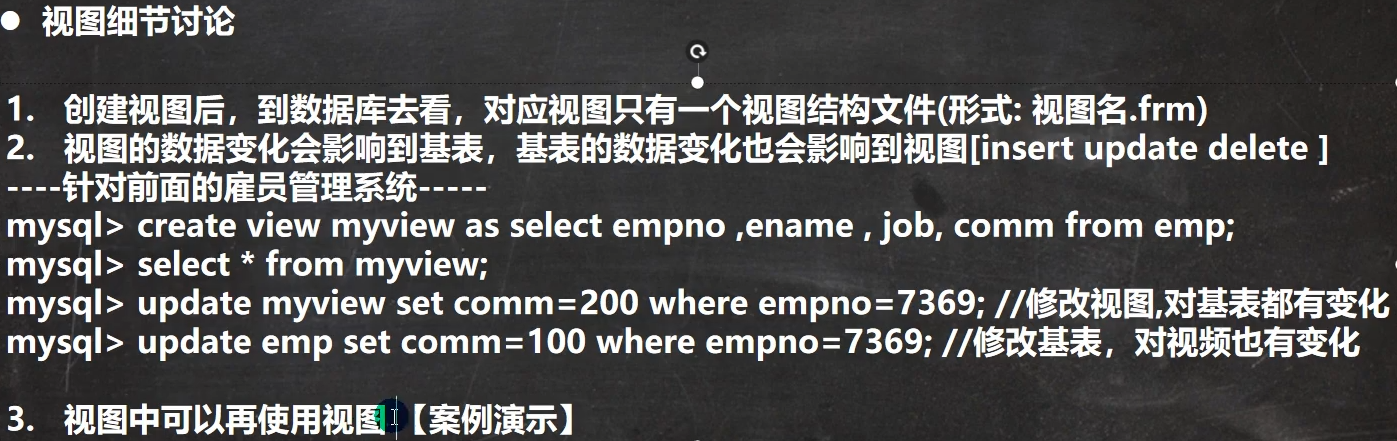 ● 视图细节讨论
1. 创建视图后，到数据库去看，对应视图只有一个视图结构文件(形式: 视图名.frm)
2. 视图的数据变化会影响到基表，基表的数据变化也会影响到视图[insert update delete ]
----针对前面的雇员管理系统-----
mysql> create view myview as select empno ,ename , job, comm from emp;
mysql> select * from myview;
mysql> update myview set comm=200 where empno=7369; //修改视图,对基表都有变化
mysql> update emp set comm=100 where empno=7369; //修改基表，对视频也有变化
3. 视图中可以再使用视图 【案例演示】